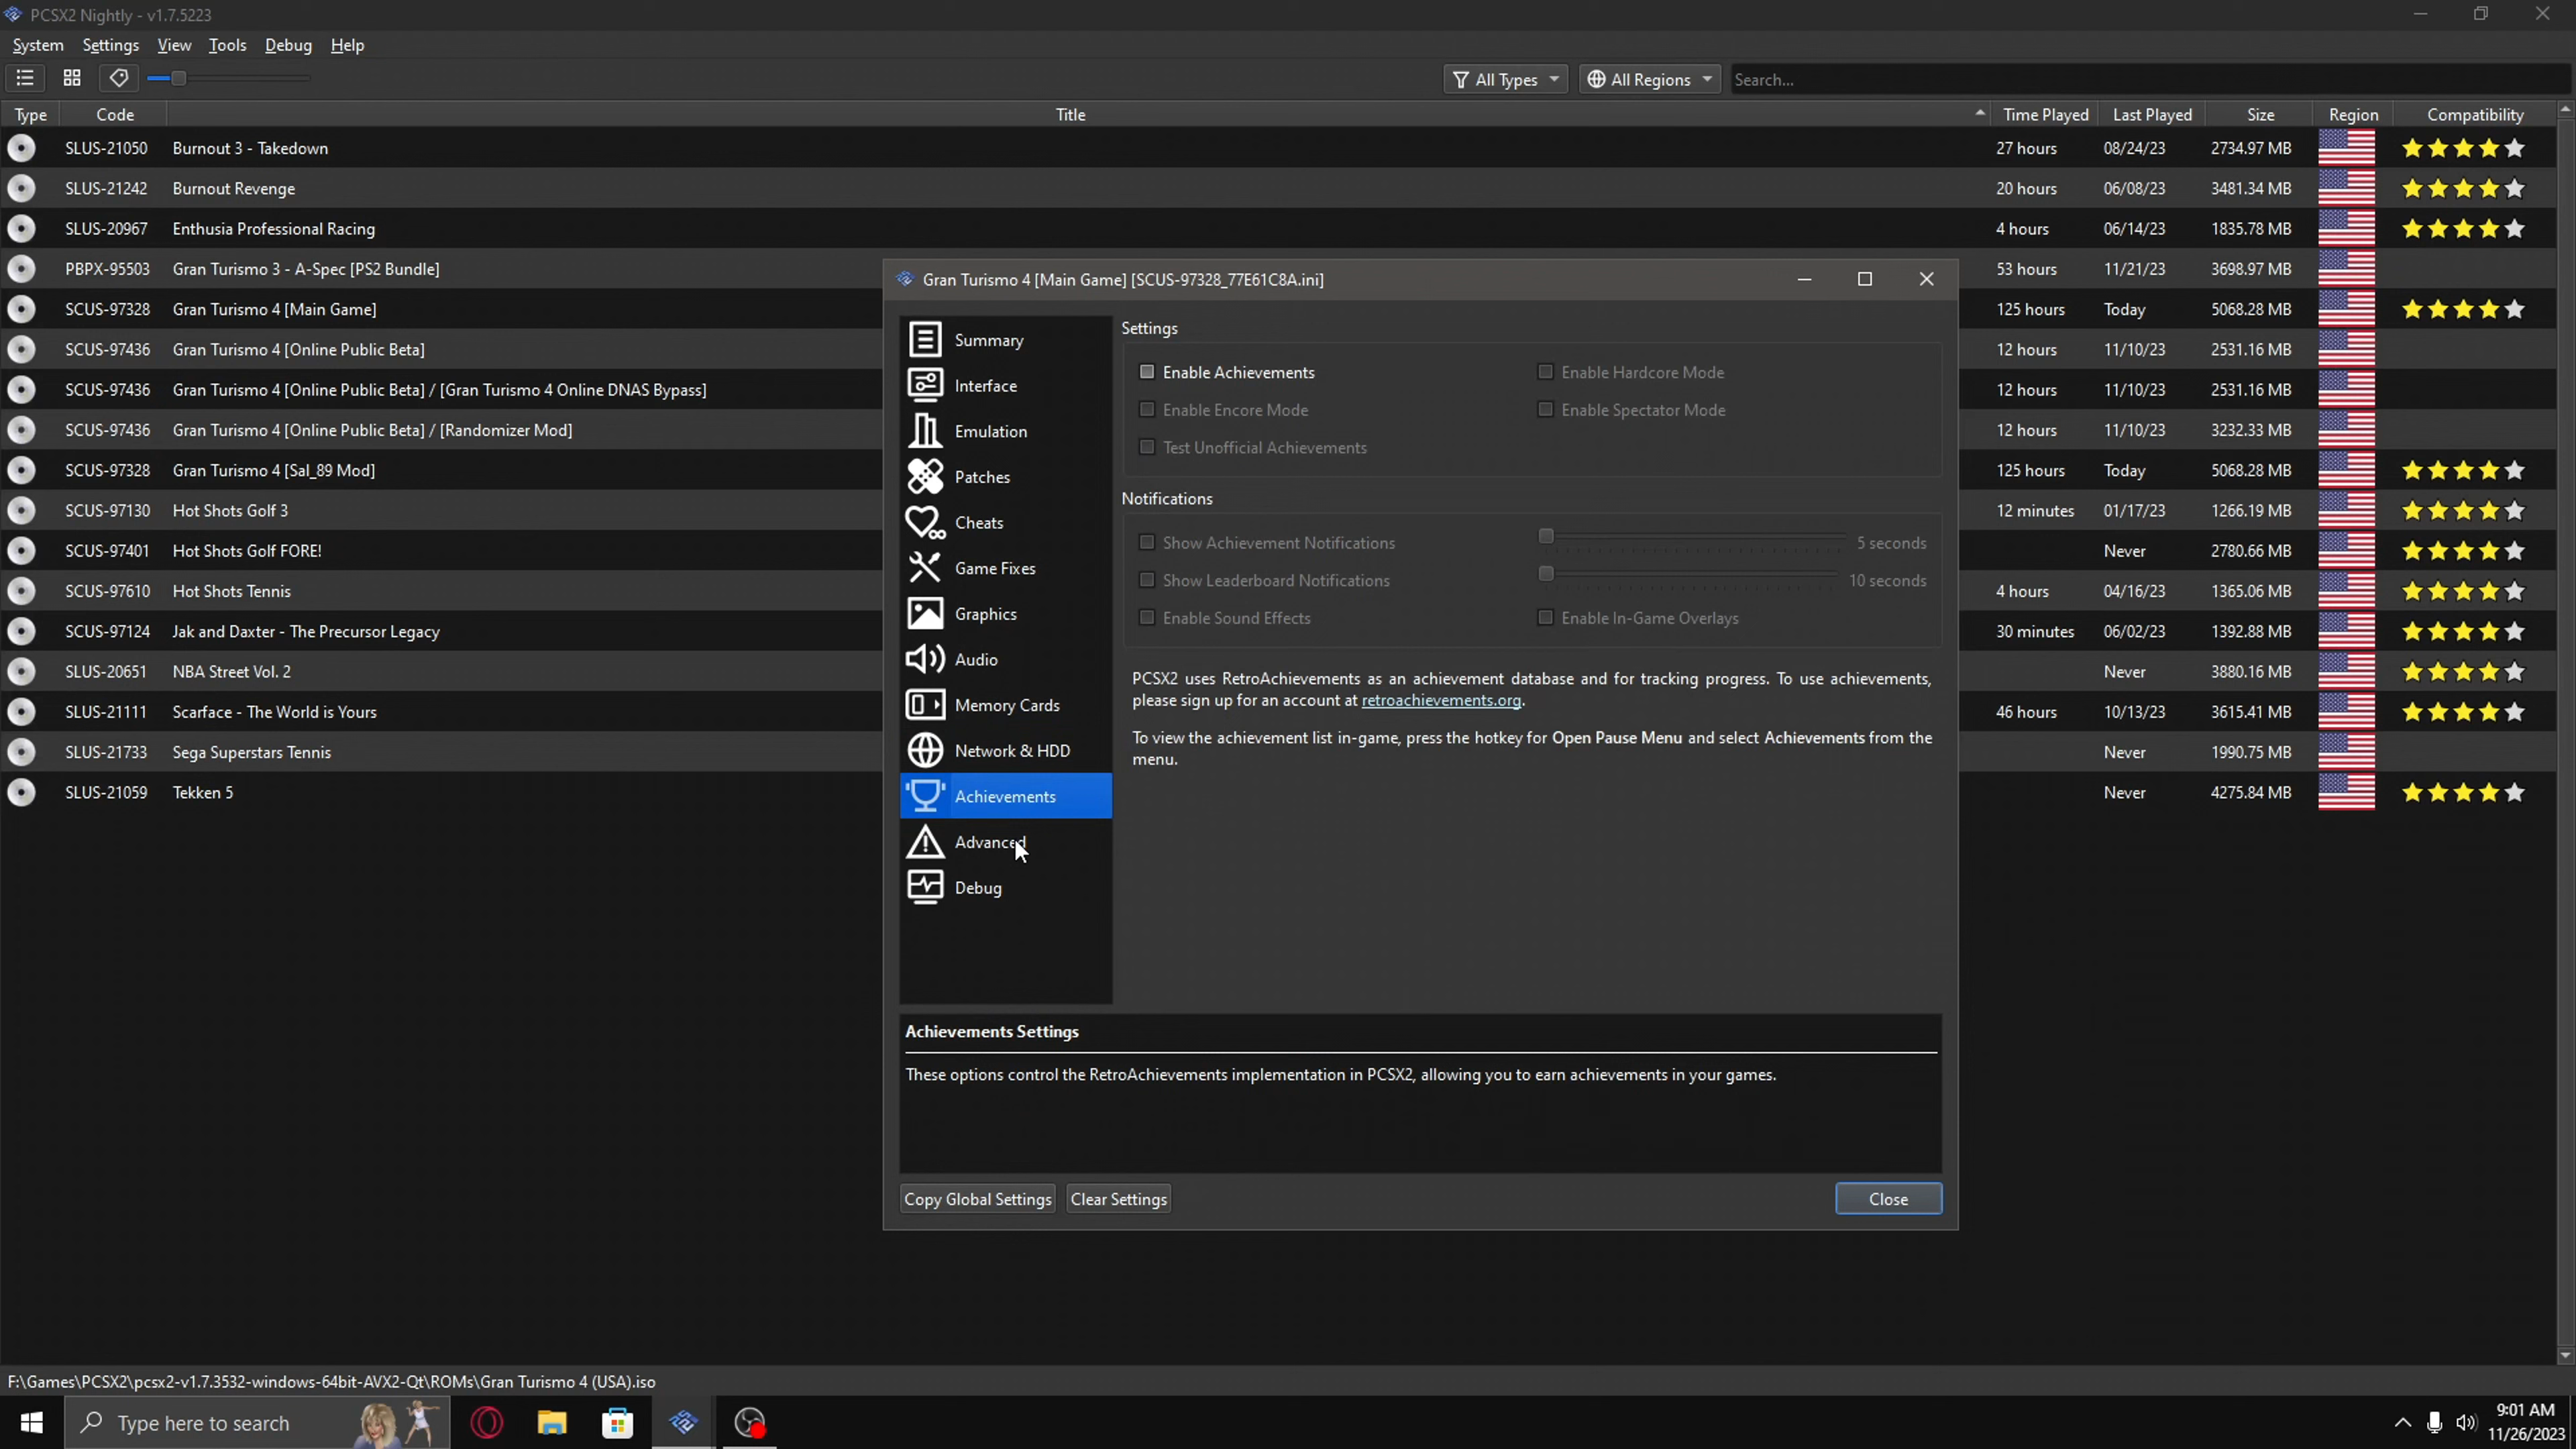 PCSX2 Nightly - v1.7.5223
System Settings View Tools Debug Help
All Types All Regions Search...
Type Code Title Time Played Last Played Size Region Compatibility
SLUS-21050 Burnout 3 - Takedown 27 hours 08/24/23 2734.97 MB
SLUS-21242 Burnout Revenge 20 hours 06/08/23 3481.34 MB
SLUS-20967 Enthusia Professional Racing 4 hours 06/14/23 1835.78 MB
PBPX-95503 Gran Turismo 3 - A-Spec [PS2 Bundle] 53 hours 11/21/23 3698.97 MB
SCUS-97328 Gran Turismo 4 [Main Game] 125 hours Today 5068.28 MB
SCUS-97436 Gran Turismo 4 [Online Public Beta] 12 hours 11/10/23 2531.16 MB
SCUS-97436 Gran Turismo 4 [Online Public Beta] / [Gran Turismo 4 Online DNAS Bypass] 12 hours 11/10/23 2531.16 MB
SCUS-97436 Gran Turismo 4 [Online Public Beta] / [Randomizer Mod] 12 hours 11/10/23 3232.33 MB
SCUS-97328 Gran Turismo 4 [Sal_89 Mod] 125 hours Today 5068.28 MB
SCUS-97130 Hot Shots Golf 3 12 minutes 01/17/23 1266.19 MB
SCUS-97401 Hot Shots Golf FORE! Never 2780.66 MB
SCUS-97610 Hot Shots Tennis 4 hours 04/16/23 1365.06 MB
SCUS-97124 Jak and Daxter - The Precursor Legacy 30 minutes 06/02/23 1392.88 MB
SLUS-20651 NBA Street Vol. 2 Never 3880.16 MB
SLUS-21111 Scarface - The World is Yours 46 hours 10/13/23 3615.41 MB
SLUS-21733 Sega Superstars Tennis Never 1990.75 MB
SLUS-21059 Tekken 5 Never 4275.84 MB
Gran Turismo 4 [Main Game] [SCUS-97328_77E61C8A.ini]
Summary
Interface
Emulation
Patches
Cheats
Game Fixes
Graphics
Audio
Memory Cards
Network & HDD
Achievements
Advanced
Debug
Settings
Enable Achievements Enable Hardcore Mode
Enable Encore Mode Enable Spectator Mode
Test Unofficial Achievements
Notifications
Show Achievement Notifications 5 seconds
Show Leaderboard Notifications 10 seconds
Enable Sound Effects Enable In-Game Overlays
PCSX2 uses RetroAchievements as an achievement database and for tracking progress. To use achievements,
please sign up for an account at retroachievements.org.
To view the achievement list in-game, press the hotkey for Open Pause Menu and select Achievements from the
menu.
Achievements Settings
These options control the RetroAchievements implementation in PCSX2, allowing you to earn achievements in your games.
Copy Global Settings Clear Settings Close
F:\Games\PCSX2\pcsx2-v1.7.3532-windows-64bit-AVX2-Qt\ROMs\Gran Turismo 4 (USA).iso
Type here to search
9:01 AM
11/26/2023